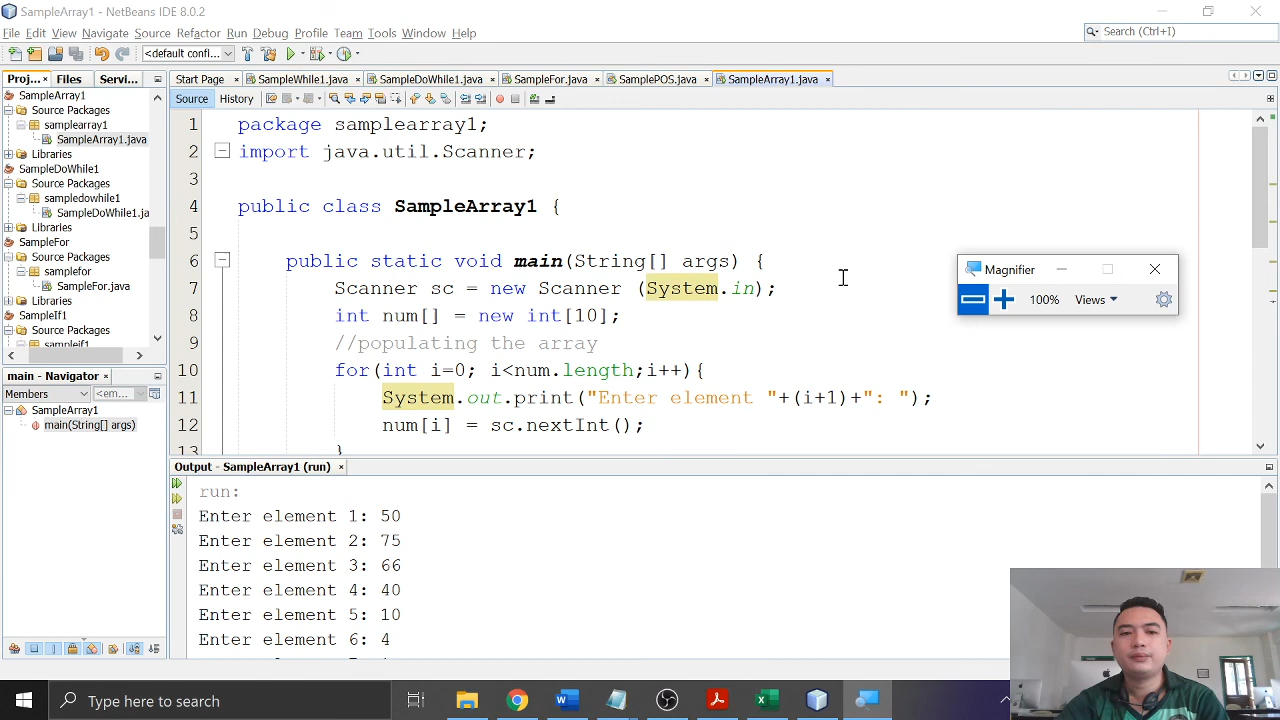 SampleArray1 - NetBeans IDE 8.0.2
File Edit View Navigate Source Refactor Run Debug Profile Team Tools Window Help
Search (Ctrl+I)
<default confi...
Proj... × Files Servi...
Start Page × SampleWhile1.java × SampleDoWhile1.java × SampleFor.java × SamplePOS.java × SampleArray1.java ×
Source History
SampleArray1
Source Packages
samplearray1
SampleArray1.java
Libraries
SampleDoWhile1
Source Packages
sampledowhile1
SampleDoWhile1.ja
Libraries
SampleFor
Source Packages
samplefor
SampleFor.java
Libraries
SampleIf1
Source Packages
sampleif1
1 package samplearray1;
2 import java.util.Scanner;
3
4 public class SampleArray1 {
5
6 public static void main(String[] args) {
7 Scanner sc = new Scanner (System.in);
8 int num[] = new int[10];
9 //populating the array
10 for(int i=0; i<num.length;i++){
11 System.out.print("Enter element "+(i+1)+": ");
12 num[i] = sc.nextInt();
13 }
Magnifier
100% Views
main - Navigator ×
Members <em...
SampleArray1
main(String[] args)
Output - SampleArray1 (run) ×
run:
Enter element 1: 50
Enter element 2: 75
Enter element 3: 66
Enter element 4: 40
Enter element 5: 10
Enter element 6: 4
Type here to search